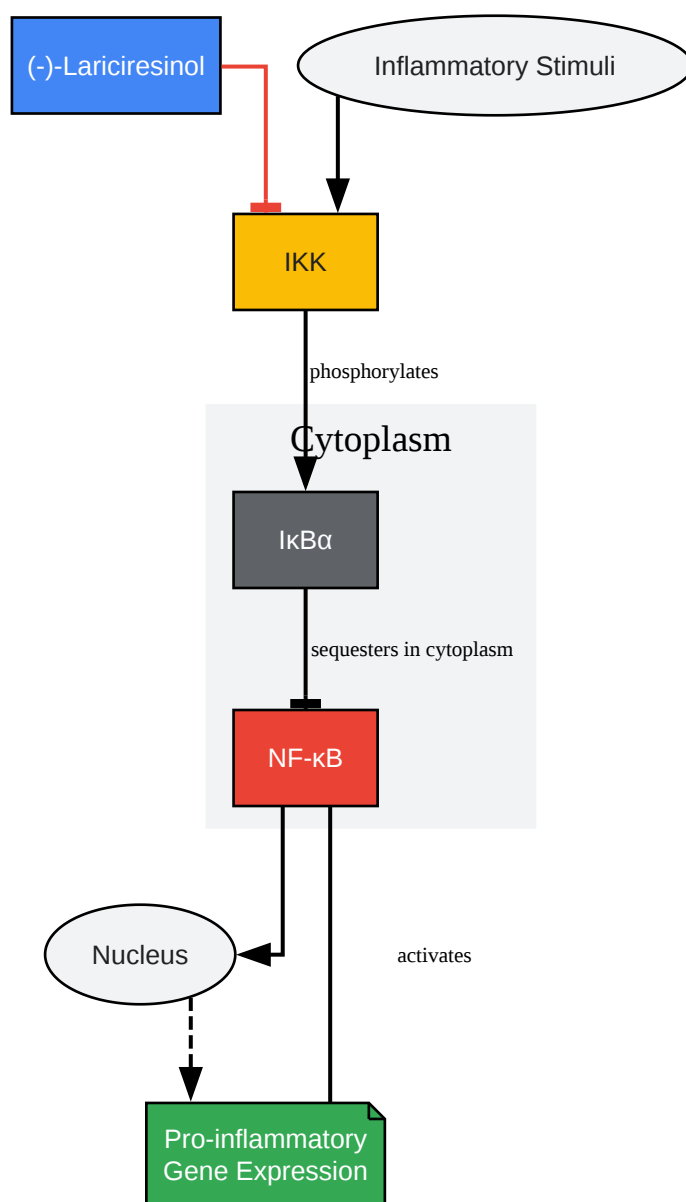 (-)-Lariciresinol
Inflammatory Stimuli
IKK
phosphorylates
Cytoplasm
IκBα
sequesters in cytoplasm
NF-κB
Nucleus
activates
Pro-inflammatory
Gene Expression